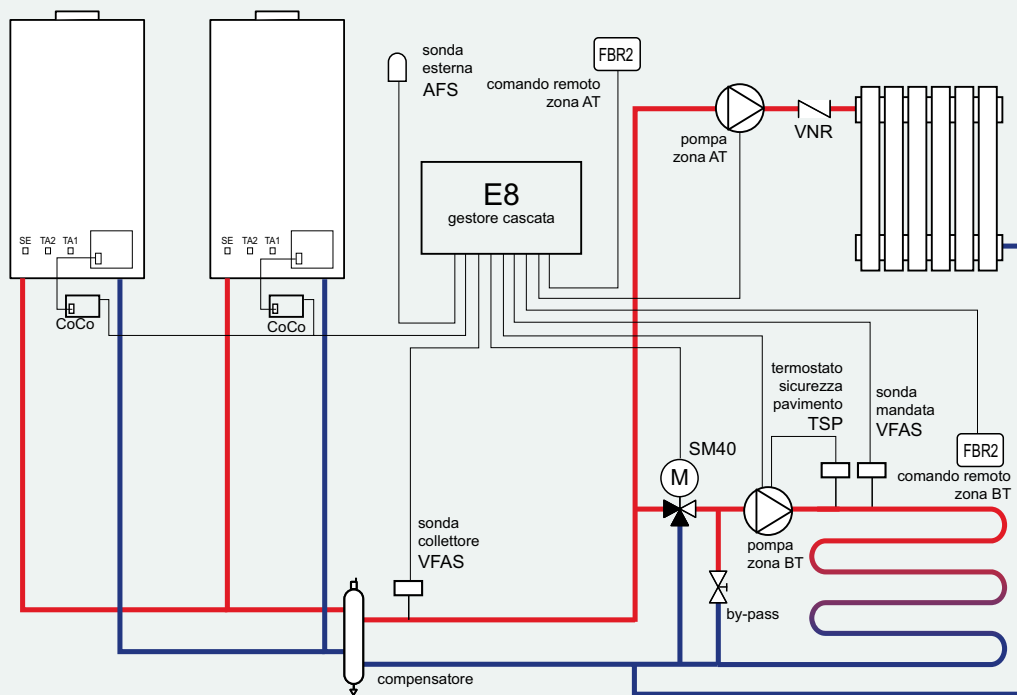 sonda
esterna
AFS
FBR2
comando remoto
zona AT
pompa
zona AT
VNR
E8
gestore cascata
SE TA2 TA1
SE TA2 TA1
CoCo
CoCo
termostato
sicurezza
pavimento
TSP
sonda
mandata
VFAS
FBR2
comando remoto
zona BT
SM40
M
pompa
zona BT
sonda
collettore
VFAS
by-pass
compensatore